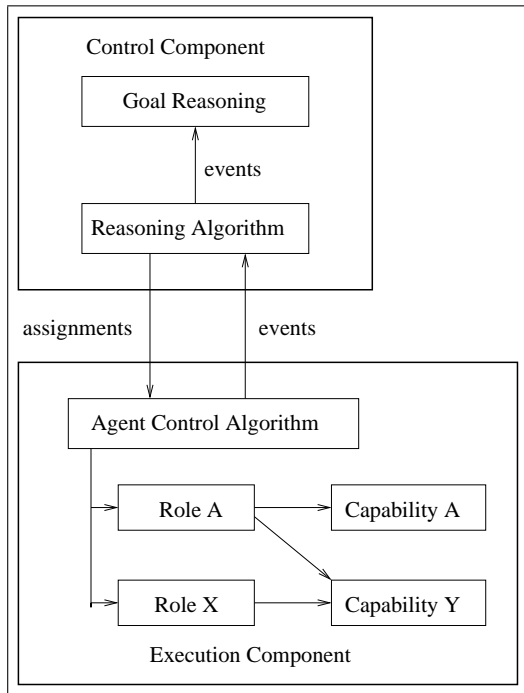 Control Component
Goal Reasoning
events
Reasoning Algorithm
assignments
events
Agent Control Algorithm
Role A
Capability A
Role X
Capability Y
Execution Component